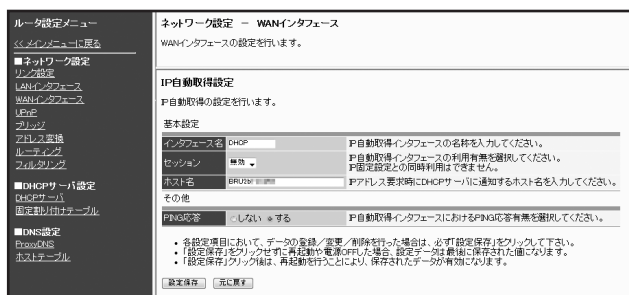 ルータ設定メニュー
<<メインメニューに戻る
■ネットワーク設定
リンク設定
LANインタフェース
WANインタフェース
UPnP
ブリッジ
アドレス変換
ルーティング
フィルタリング
■DHCPサーバ設定
DHCPサーバ
固定割り付けテーブル
■DNS設定
ProxyDNS
ホストテーブル
ネットワーク設定 － WANインタフェース
WANインタフェースの設定を行います。
IP自動取得設定
IP自動取得の設定を行います。
基本設定
インタフェース名 DHCP IP自動取得インタフェースの名称を入力してください。
セッション 無効 IP自動取得インタフェースの利用有無を選択してください。
IP固定設定との同時利用はできません。
ホスト名 BRU2bf IPアドレス要求時にDHCPサーバに通知するホスト名を入力してください。
その他
PING応答 しない する IP自動取得インタフェースにおけるPING応答有無を選択してください。
• 各設定項目において、データの登録／変更／削除を行った場合は、必ず「設定保存」をクリックして下さい。
• 「設定保存」をクリックせずに再起動や電源OFFした場合、設定データは最後に保存された値になります。
• 「設定保存」クリック後は、再起動を行うことにより、保存されたデータが有効になります。
設定保存 元に戻す